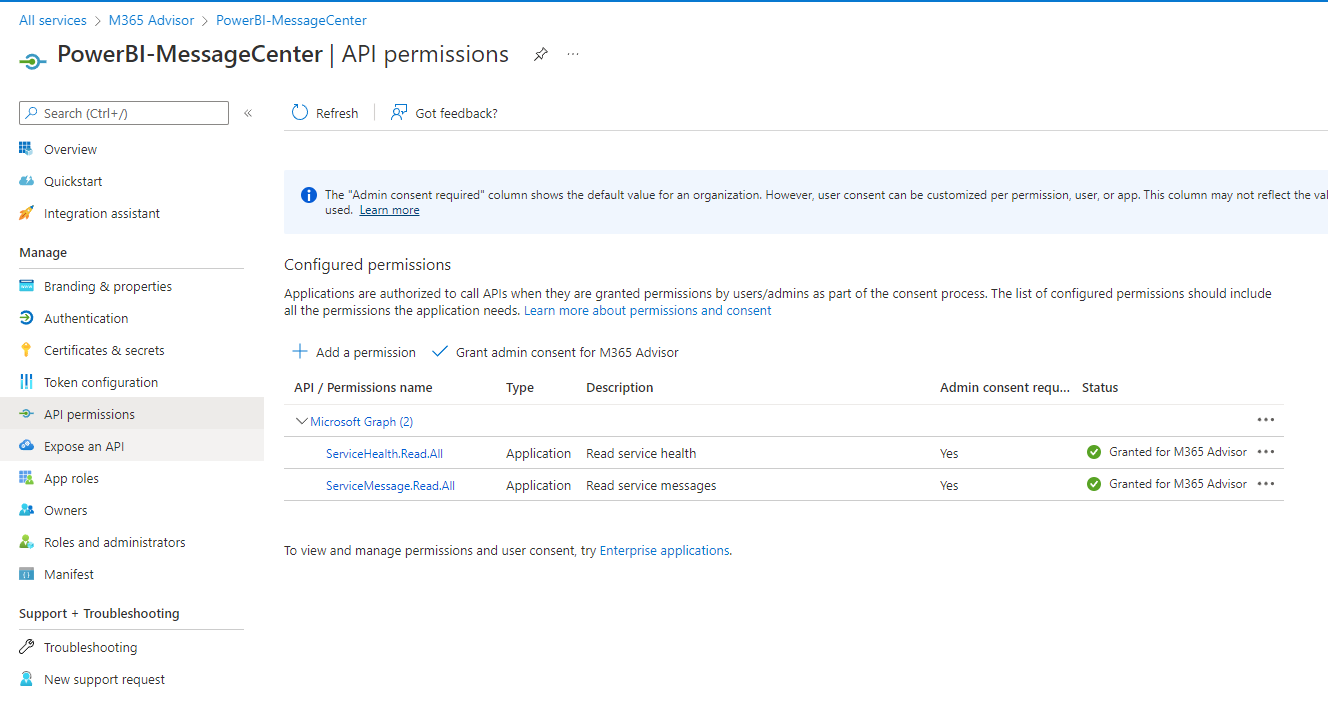 All services > M365 Advisor > PowerBI-MessageCenter
PowerBI-MessageCenter | API permissions
Search (Ctrl+/)
Overview
Quickstart
Integration assistant
Manage
Branding & properties
Authentication
Certificates & secrets
Token configuration
API permissions
Expose an API
App roles
Owners
Roles and administrators
Manifest
Support + Troubleshooting
Troubleshooting
New support request
Refresh
Got feedback?
The "Admin consent required" column shows the default value for an organization. However, user consent can be customized per permission, user, or app. This column may not reflect the val
used. Learn more
Configured permissions
Applications are authorized to call APIs when they are granted permissions by users/admins as part of the consent process. The list of configured permissions should include
all the permissions the application needs. Learn more about permissions and consent
Add a permission Grant admin consent for M365 Advisor
API / Permissions name Type Description Admin consent requ... Status
Microsoft Graph (2)
ServiceHealth.Read.All Application Read service health Yes Granted for M365 Advisor
ServiceMessage.Read.All Application Read service messages Yes Granted for M365 Advisor
To view and manage permissions and user consent, try Enterprise applications.